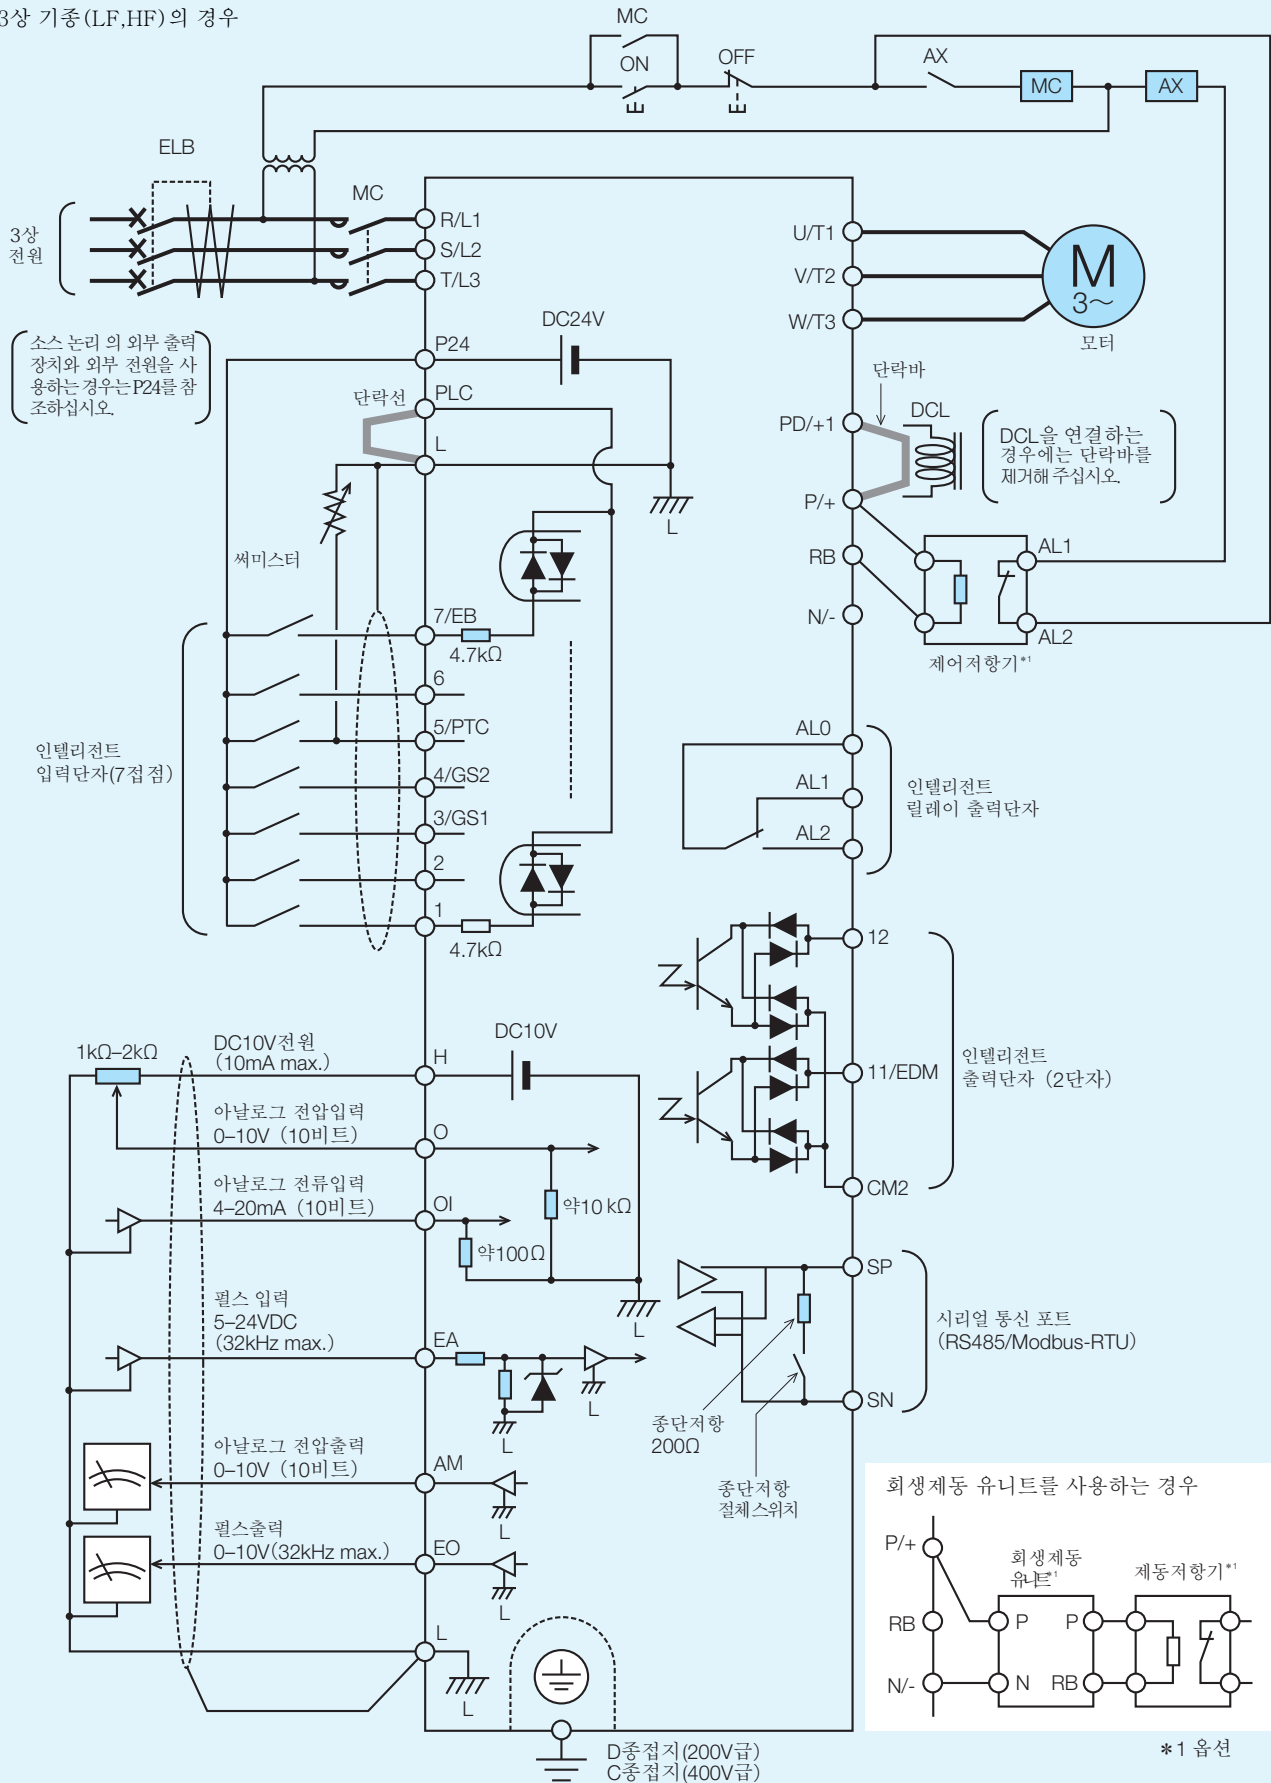 3상 기종(LF,HF)의 경우
MC
ON
OFF
AX
MC
AX
ELB
MC
3상
전원
R/L1
S/L2
T/L3
U/T1
V/T2
W/T3
M
3~
모터
소스 논리 의 외부 출력
장치와 외부 전원을 사
용하는 경우는 P24를 참
조하십시오.
P24
DC24V
단락선
PLC
L
L
써미스터
단락바
PD/+1
DCL
DCL을 연결하는
경우에는 단락바를
제거해 주십시오.
P/+
RB
N/-
AL1
AL2
제어저항기*1
7/EB
4.7kΩ
6
5/PTC
4/GS2
3/GS1
2
1
4.7kΩ
인텔리전트
입력단자(7접점)
AL0
AL1
AL2
인텔리전트
릴레이 출력단자
12
11/EDM
CM2
인텔리전트
출력단자 (2단자)
1kΩ–2kΩ
DC10V전원
(10mA max.)
H
DC10V
아날로그 전압입력
0–10V (10비트)
O
약10 kΩ
아날로그 전류입력
4–20mA (10비트)
OI
약100Ω
L
펄스 입력
5–24VDC
(32kHz max.)
EA
L
L
SP
SN
시리얼 통신 포트
(RS485/Modbus-RTU)
종단저항
200Ω
종단저항
절체스위치
아날로그 전압출력
0–10V (10비트)
AM
L
펄스출력
0–10V(32kHz max.)
EO
L
L
L
D종접지(200V급)
C종접지(400V급)
회생제동 유니트를 사용하는 경우
P/+
RB
N/-
회생제동
유니트*1
P
N
P
RB
제동저항기*1
*1 옵션